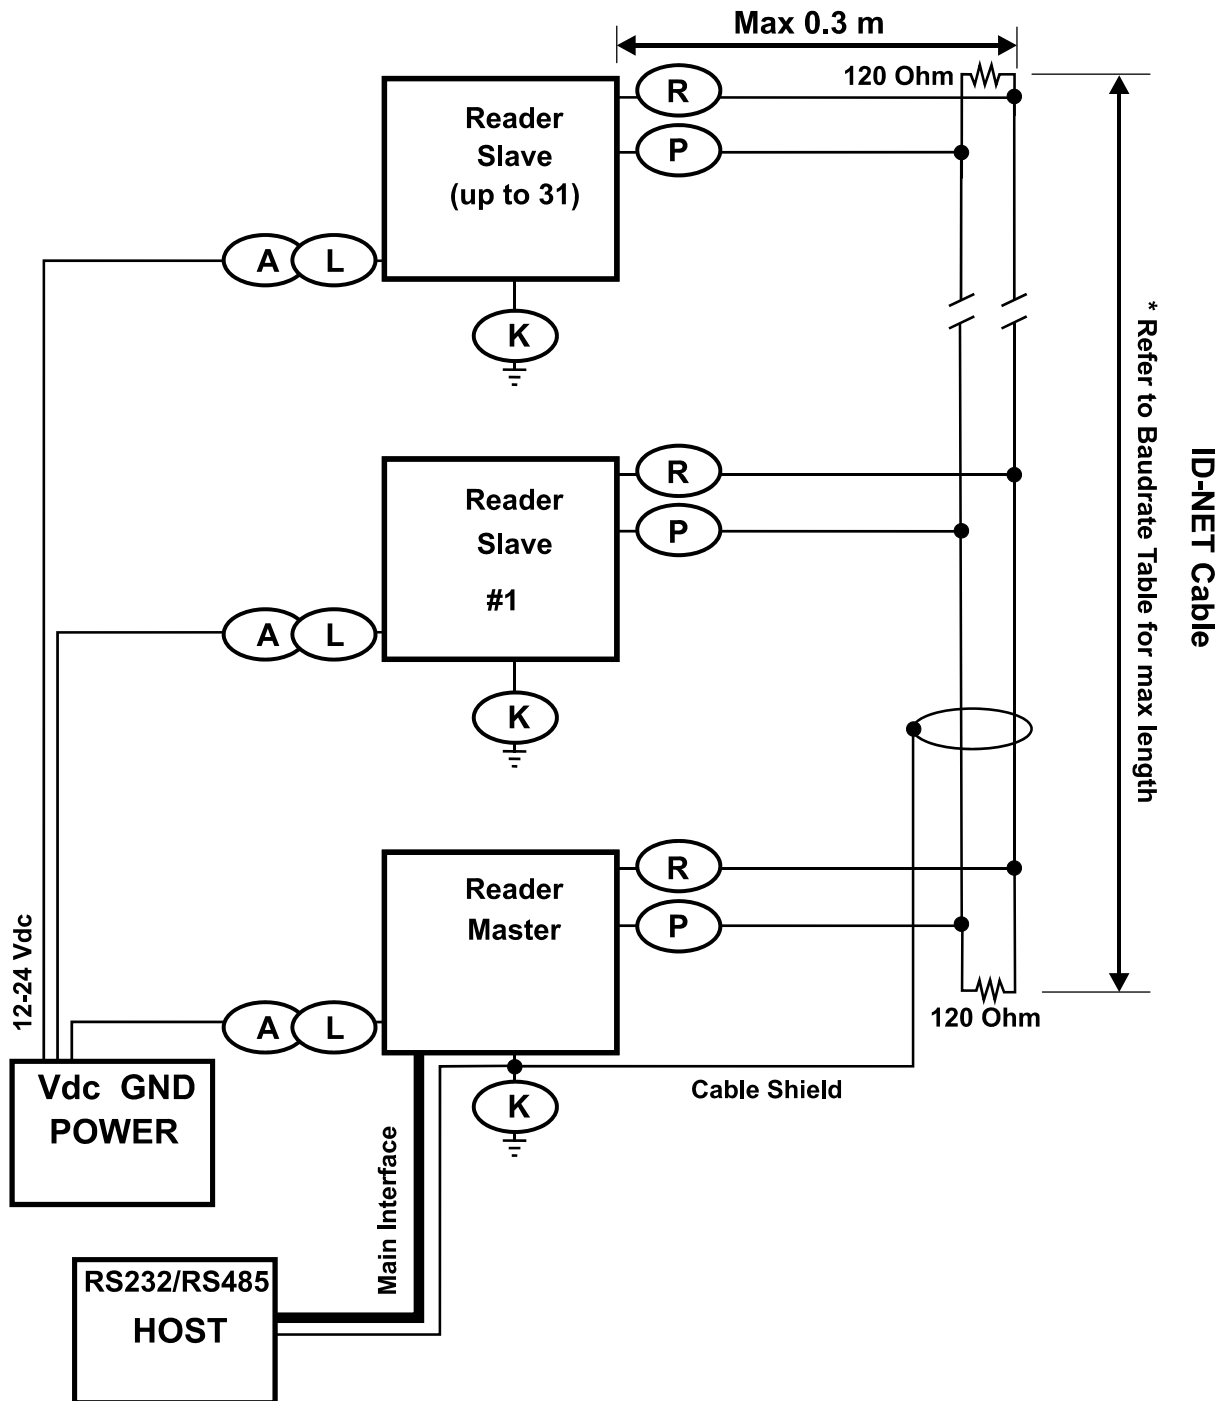 Max 0.3 m
120 Ohm
R
P
Reader
Slave
(up to 31)
A
L
K
R
P
Reader
Slave
#1
A
L
K
ID-NET Cable
* Refer to Baudrate Table for max length
R
P
Reader
Master
A
L
120 Ohm
12-24 Vdc
Vdc GND
POWER
K
Cable Shield
Main Interface
RS232/RS485
HOST